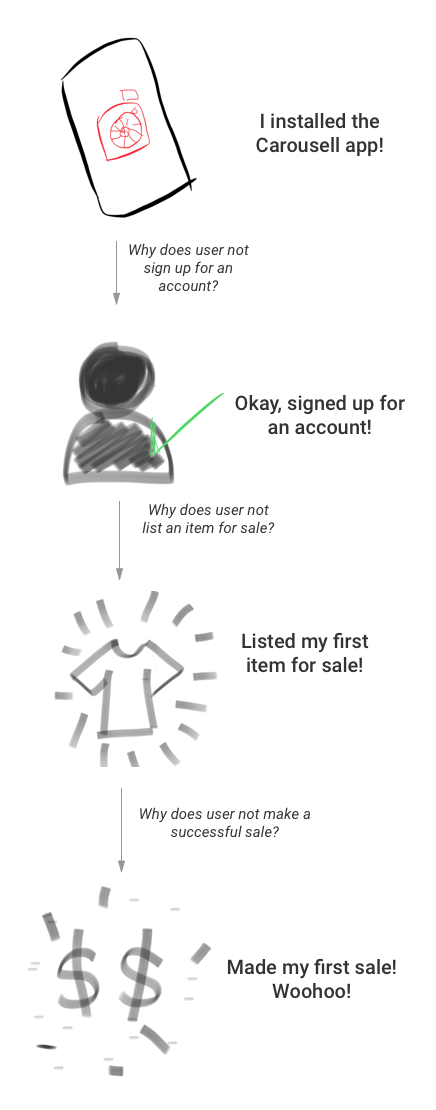 I installed the
Carousell app!
Why does user not
sign up for an
account?
Okay, signed up for
an account!
Why does user not
list an item for sale?
Listed my first
item for sale!
Why does user not make a
successful sale?
$ $
Made my first sale!
Woohoo!